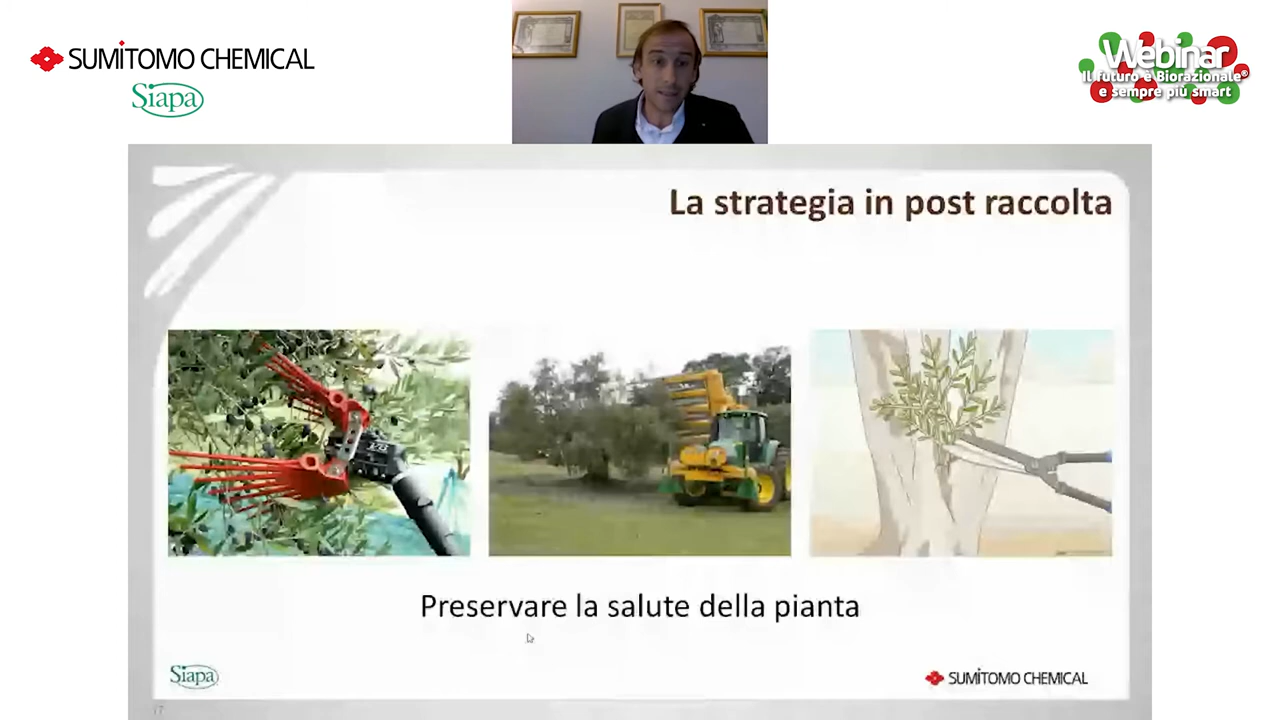 SUMITOMO CHEMICAL
Siapa
Webinar
Il futuro è Biorazionale®
e sempre più smart
La strategia in post raccolta
Preservare la salute della pianta
Siapa
SUMITOMO CHEMICAL
17